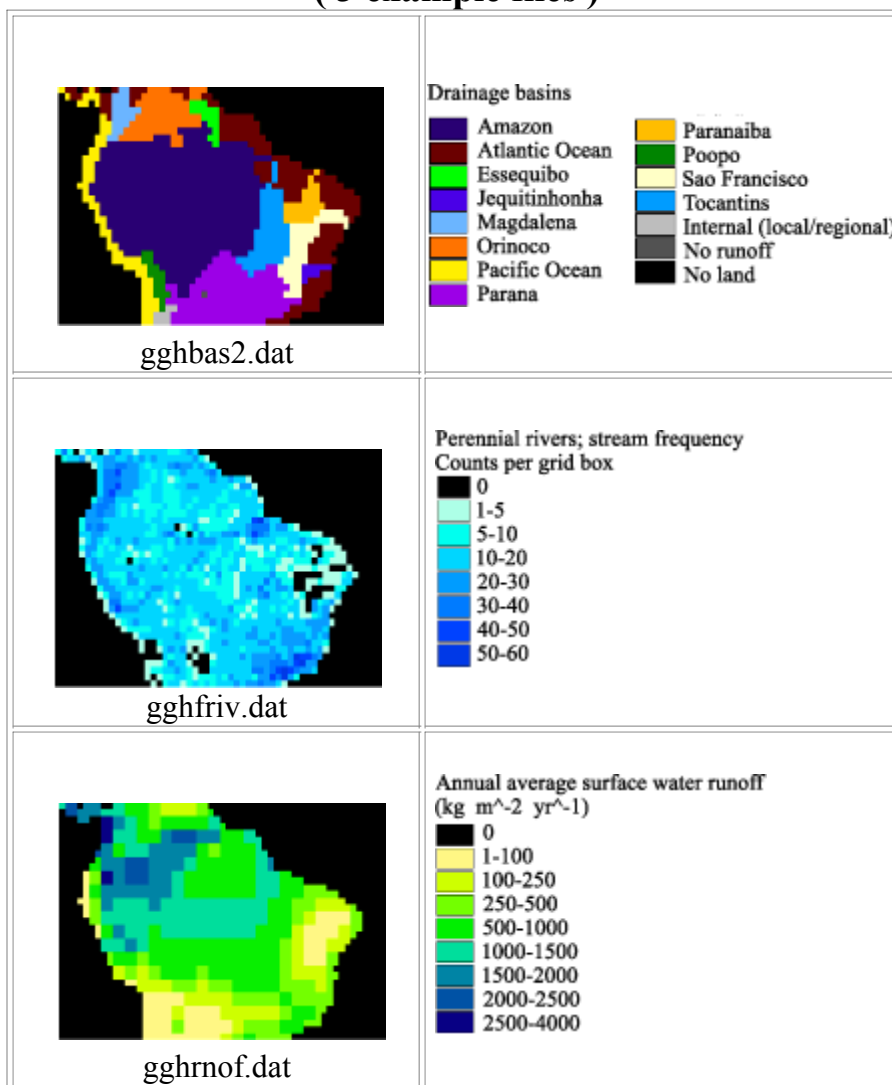 ( 3 example files )
Drainage basins
Amazon
Atlantic Ocean
Essequibo
Jequitinhonha
Magdalena
Orinoco
Pacific Ocean
Parana
Paranaiba
Poopo
Sao Francisco
Tocantins
Internal (local/regional)
No runoff
No land
gghbas2.dat
Perennial rivers; stream frequency
Counts per grid box
0
1-5
5-10
10-20
20-30
30-40
40-50
50-60
gghfriv.dat
Annual average surface water runoff
(kg m^-2 yr^-1)
0
1-100
100-250
250-500
500-1000
1000-1500
1500-2000
2000-2500
2500-4000
gghrnof.dat